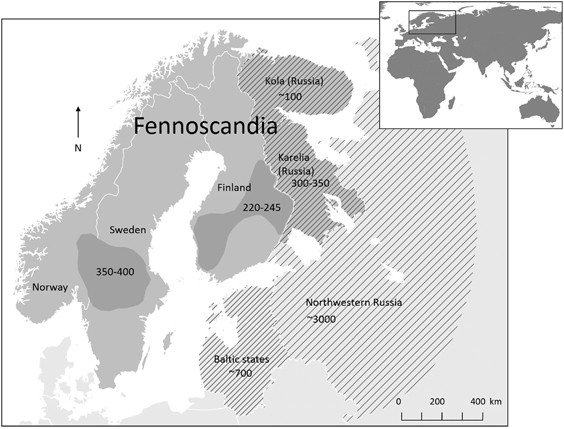 Kola (Russia)
~100
N
Fennoscandia
Karelia
(Russia)
300-350
Finland
220-245
Sweden
350-400
Norway
Northwestern Russia
~3000
Baltic states
~700
0 200 400 km